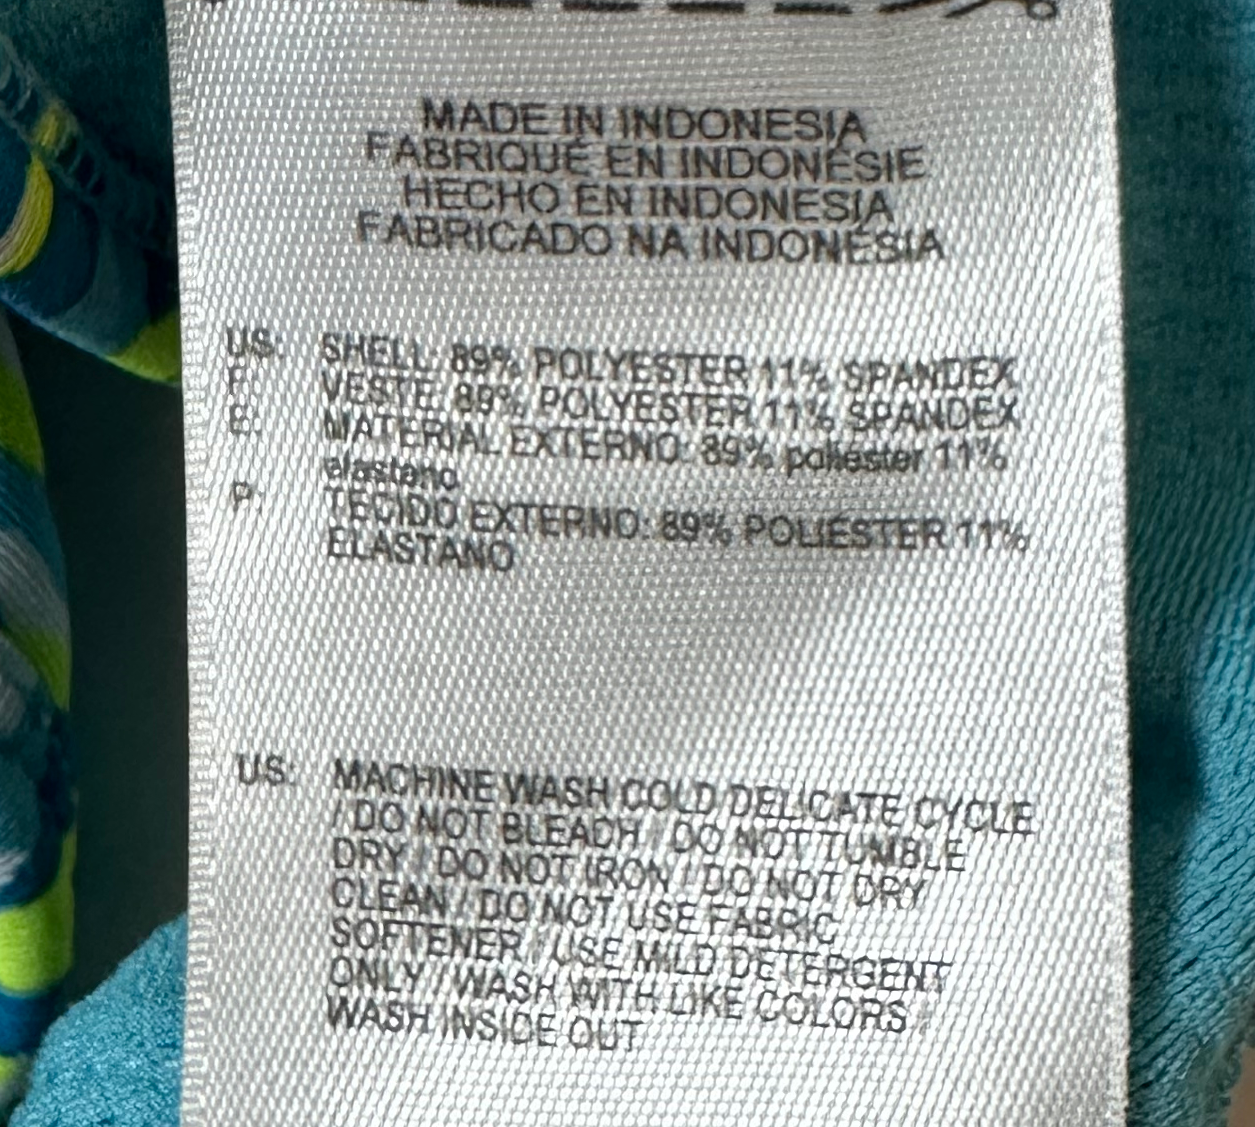 MADE IN INDONESIA
FABRIQUÉ EN INDONÉSIE
HECHO EN INDONESIA
FABRICADO NA INDONÉSIA
US: SHELL: 89% POLYESTER 11% SPANDEX
F: VESTE: 89% POLYESTER 11% SPANDEX
E: MATERIAL EXTERNO: 89% poliéster 11%
elastano
P: TECIDO EXTERNO: 89% POLIÉSTER 11%
ELASTANO
US: MACHINE WASH COLD DELICATE CYCLE
/ DO NOT BLEACH / DO NOT TUMBLE
DRY / DO NOT IRON / DO NOT DRY
CLEAN / DO NOT USE FABRIC
SOFTENER / USE MILD DETERGENT
ONLY / WASH WITH LIKE COLORS /
WASH INSIDE OUT